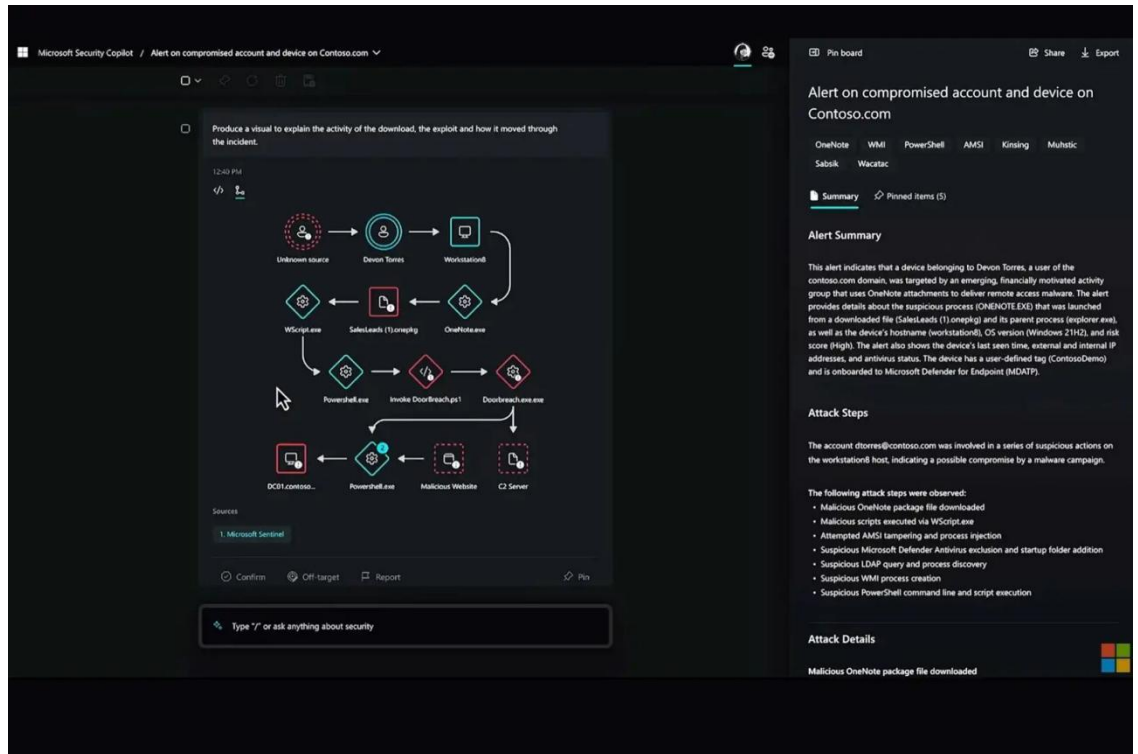 Microsoft Security Copilot / Alert on compromised account and device on Contoso.com
Produce a visual to explain the activity of the download, the exploit and how it moved through
the incident.
12:40 PM
Unknown source
Devon Torres
Workstation8
WScript.exe
SalesLeads (1).onepkg
OneNote.exe
Powershell.exe
Invoke DoorBreach.ps1
Doorbreach.exe.exe
2
DC01.contoso...
Powershell.exe
Malicious Website
C2 Server
Sources
1. Microsoft Sentinel
Confirm
Off-target
Report
Pin
Type "/" or ask anything about security
Pin board
Share
Export
Alert on compromised account and device on
Contoso.com
OneNote WMI PowerShell AMSI Kinsing Muhstic
Sabsik Wacatac
Summary
Pinned items (5)
Alert Summary
This alert indicates that a device belonging to Devon Torres, a user of the
contoso.com domain, was targeted by an emerging, financially motivated activity
group that uses OneNote attachments to deliver remote access malware. The alert
provides details about the suspicious process (ONENOTE.EXE) that was launched
from a downloaded file (SalesLeads (1).onepkg) and its parent process (explorer.exe),
as well as the device's hostname (workstation8), OS version (Windows 21H2), and risk
score (High). The alert also shows the device's last seen time, external and internal IP
addresses, and antivirus status. The device has a user-defined tag (ContosoDemo)
and is onboarded to Microsoft Defender for Endpoint (MDATP).
Attack Steps
The account dtorres@contoso.com was involved in a series of suspicious actions on
the workstation8 host, indicating a possible compromise by a malware campaign.
The following attack steps were observed:
• Malicious OneNote package file downloaded
• Malicious scripts executed via WScript.exe
• Attempted AMSI tampering and process injection
• Suspicious Microsoft Defender Antivirus exclusion and startup folder addition
• Suspicious LDAP query and process discovery
• Suspicious WMI process creation
• Suspicious PowerShell command line and script execution
Attack Details
Malicious OneNote package file downloaded